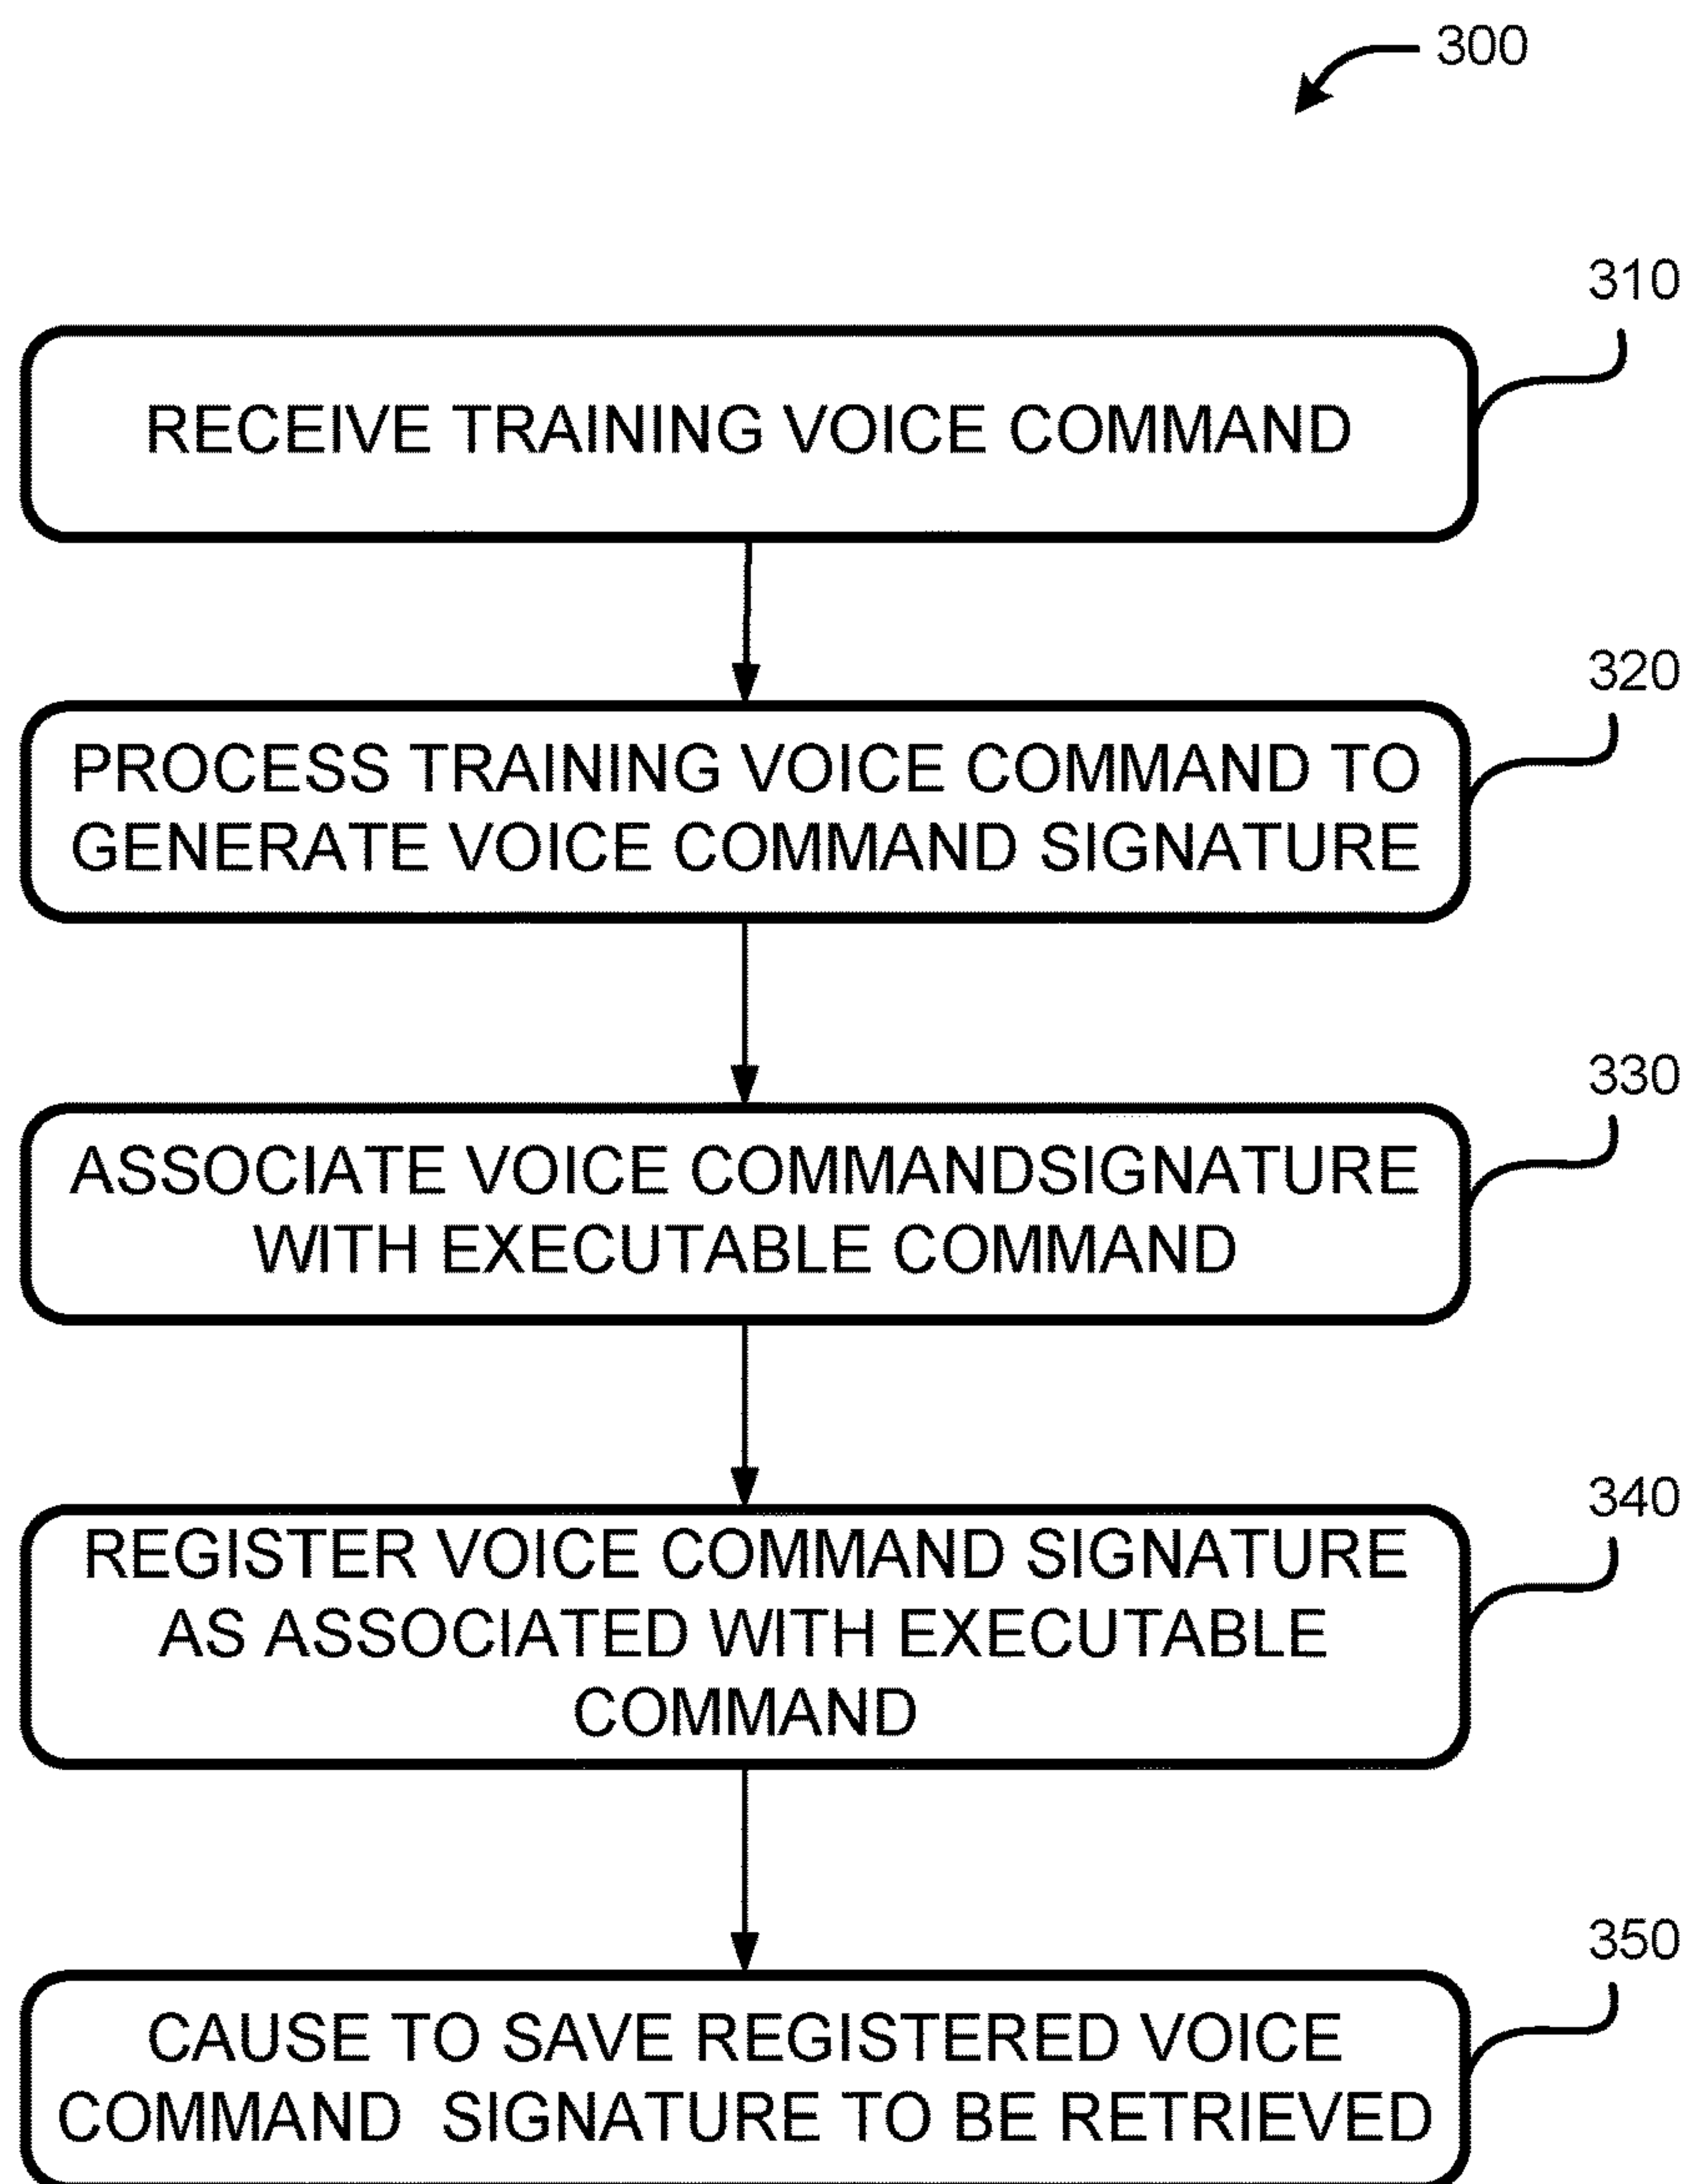 300
310
RECEIVE TRAINING VOICE COMMAND
320
PROCESS TRAINING VOICE COMMAND TO
GENERATE VOICE COMMAND SIGNATURE
330
ASSOCIATE VOICE COMMANDSIGNATURE
WITH EXECUTABLE COMMAND
340
REGISTER VOICE COMMAND SIGNATURE
AS ASSOCIATED WITH EXECUTABLE
COMMAND
350
CAUSE TO SAVE REGISTERED VOICE
COMMAND  SIGNATURE TO BE RETRIEVED